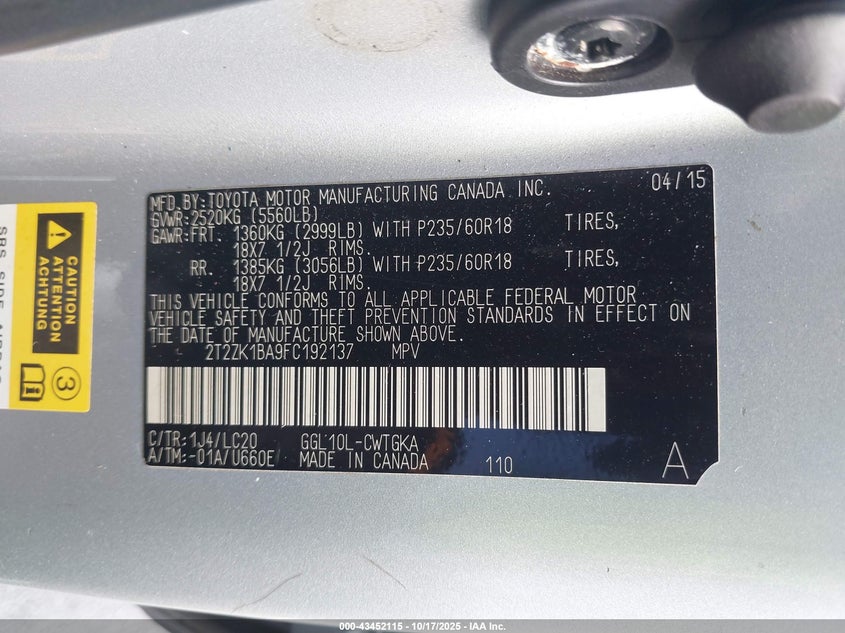 MFD.BY:TOYOTA MOTOR MANUFACTURING CANADA INC. 04/15
GVWR:2520KG (5560LB)
GAWR:FRT. 1360KG (2999LB) WITH P235/60R18 TIRES,
18X7 1/2J RIMS.
RR. 1385KG (3056LB) WITH P235/60R18 TIRES,
18X7 1/2J RIMS.
THIS VEHICLE CONFORMS TO ALL APPLICABLE FEDERAL MOTOR
VEHICLE SAFETY AND THEFT PREVENTION STANDARDS IN EFFECT ON
THE DATE OF MANUFACTURE SHOWN ABOVE.
2T2ZK1BA9FC192137 MPV
C/TR:1J4/LC20 GGL10L-CWTGKA
A/TM:-01A/U660E MADE IN CANADA 110 A
CAUTION
ATTENTION
ACHTUNG
3
SRS SIDE
000-43452115 - 10/17/2025 - IAA Inc.